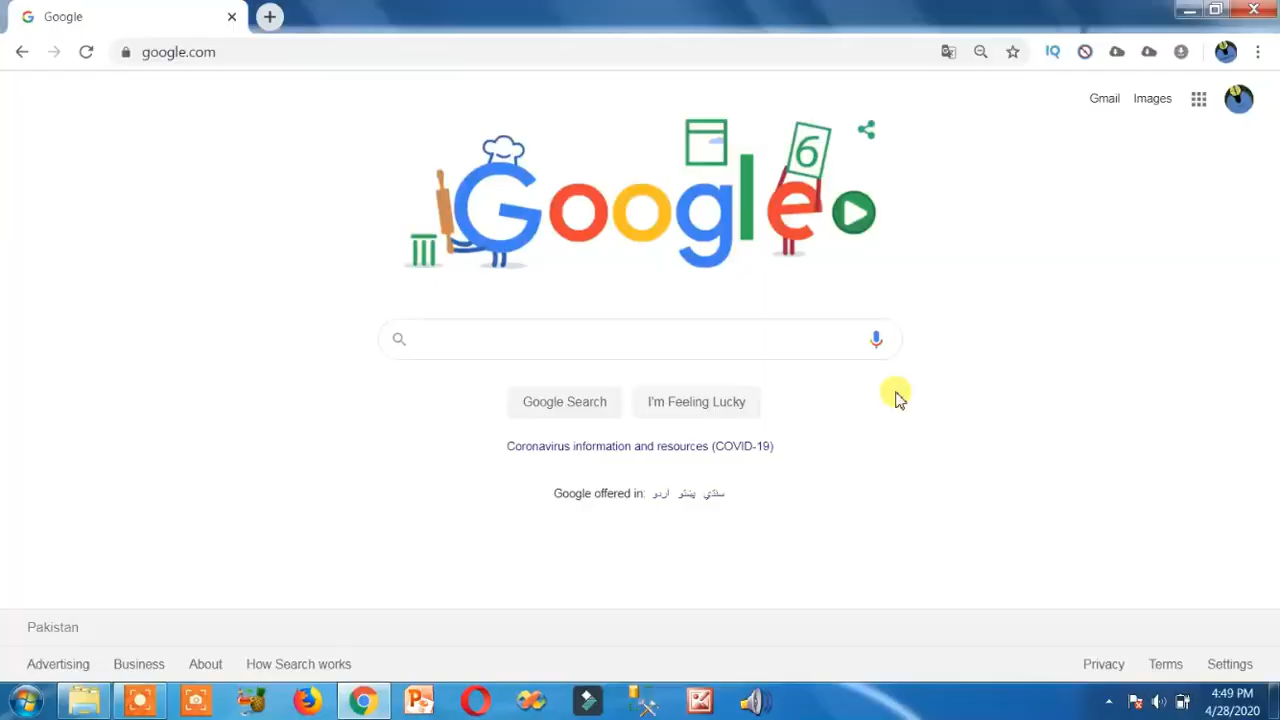 Google
google.com
IQ
Gmail Images
Google
6
Google Search I'm Feeling Lucky
Coronavirus information and resources (COVID-19)
Google offered in: اردو پښتو سنڌي
Pakistan
Advertising Business About How Search works Privacy Terms Settings
4:49 PM
4/28/2020